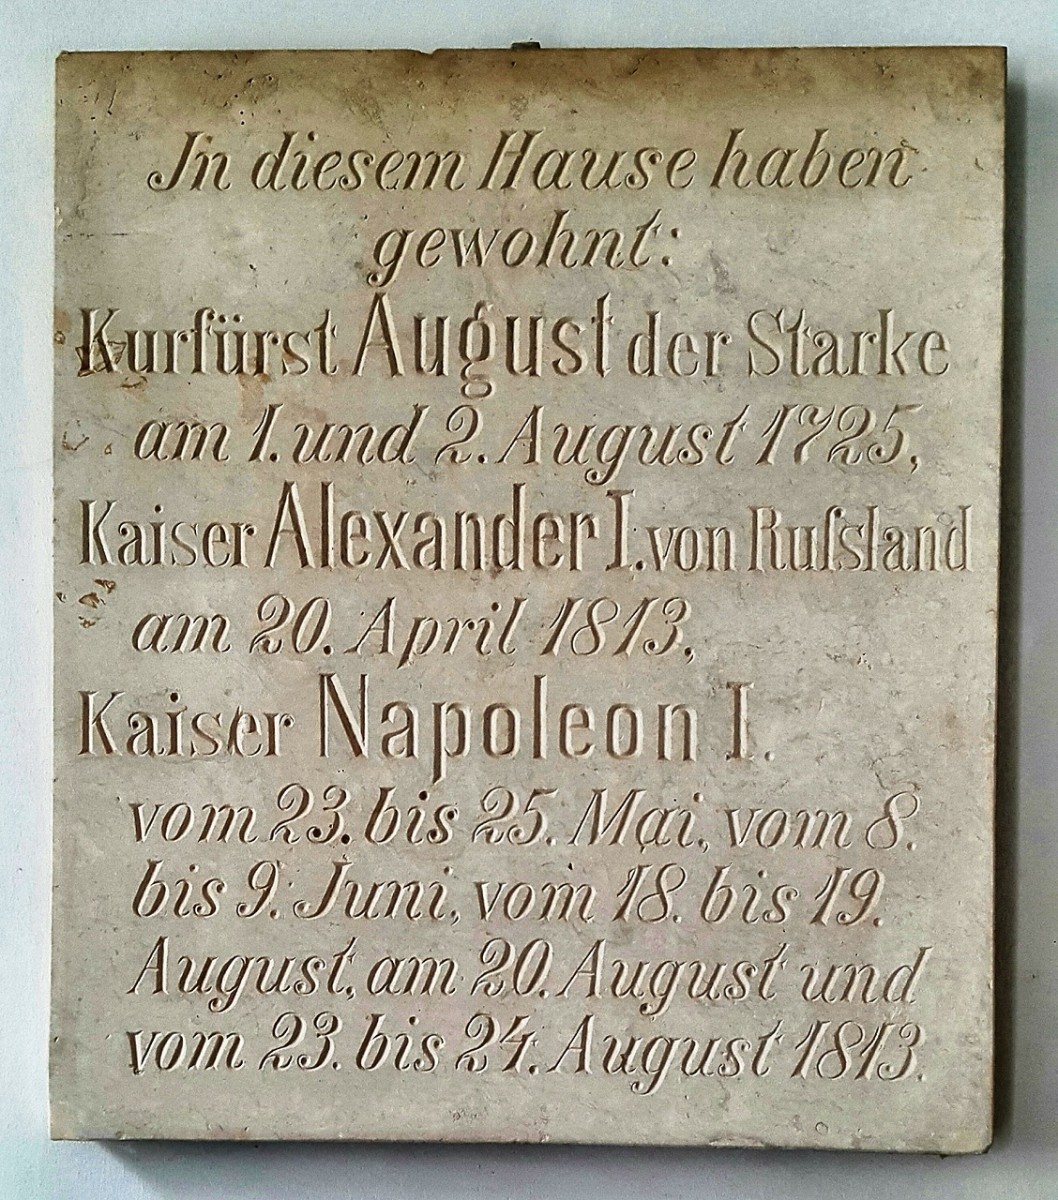 In diesem Hause haben
gewohnt:
Kurfürst August der Starke
am 1. und 2. August 1725,
Kaiser Alexander I. von Ruſsland
am 20. April 1813,
Kaiser Napoleon I.
vom 23. bis 25. Mai, vom 8.
bis 9. Juni, vom 18. bis 19.
August, am 20. August und
vom 23. bis 24. August 1813.